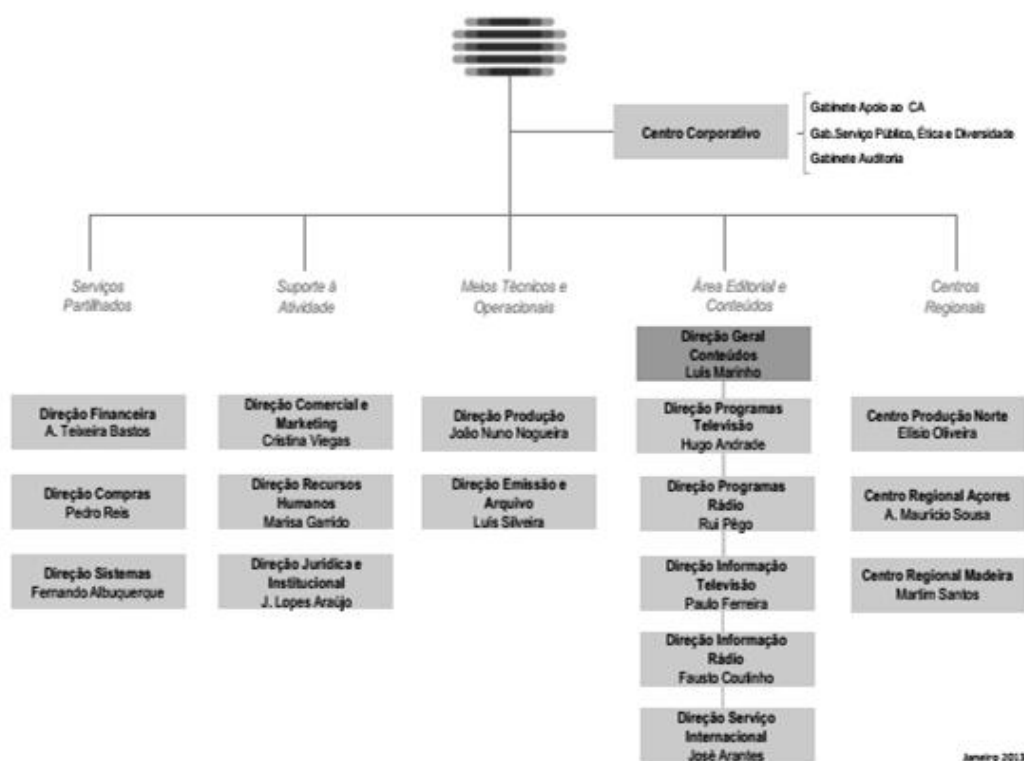 Centro Corporativo
Gabinete Apoio ao CA
Gab.Serviço Público, Ética e Diversidade
Gabinete Auditoria
Serviços
Partilhados
Suporte à
Atividade
Meios Técnicos e
Operacionais
Área Editorial e
Conteúdos
Centros
Regionais
Direção Financeira
A. Teixeira Bastos
Direção Compras
Pedro Reis
Direção Sistemas
Fernando Albuquerque
Direção Comercial e
Marketing
Cristina Viegas
Direção Recursos
Humanos
Marisa Garrido
Direção Jurídica e
Institucional
J. Lopes Araújo
Direção Produção
João Nuno Nogueira
Direção Emissão e
Arquivo
Luís Silveira
Direção Geral
Conteúdos
Luís Marinho
Direção Programas
Televisão
Hugo Andrade
Direção Programas
Rádio
Rui Pêgo
Direção Informação
Televisão
Paulo Ferreira
Direção Informação
Rádio
Fausto Coutinho
Direção Serviço
Internacional
José Arantes
Centro Produção Norte
Elísio Oliveira
Centro Regional Açores
A. Maurício Sousa
Centro Regional Madeira
Martim Santos
Janeiro